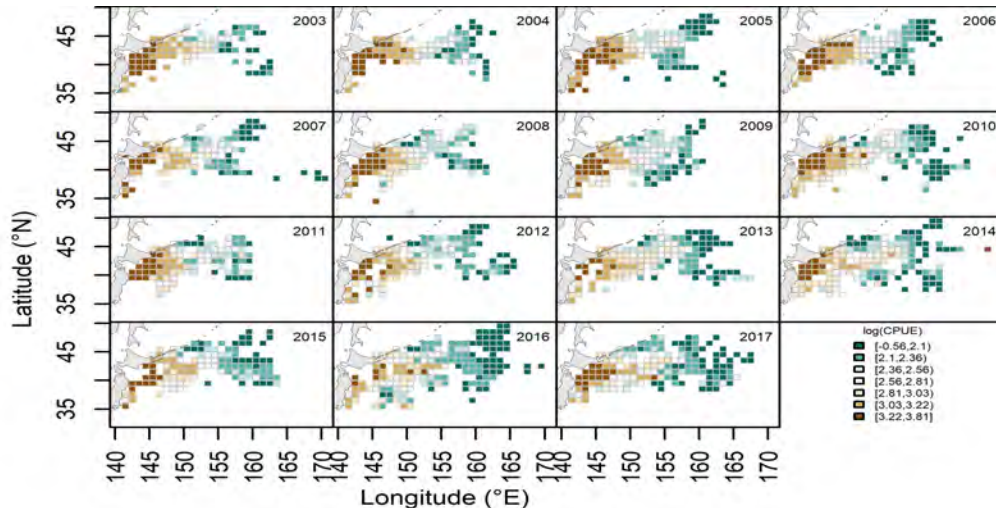 2003 2004 2005 2006
45
35
2007 2008 2009 2010
45
35
2011 2012 2013 2014
45
35
2015 2016 2017
45
35
Latitude (°N)
log(CPUE)
[-0.56,2.1)
[2.1,2.36)
[2.36,2.56)
[2.56,2.81)
[2.81,3.03)
[3.03,3.22)
[3.22,3.81]
140 145 150 155 160 165 170 140 145 150 155 160 165 170 140 145 150 155 160 165 170
Longitude (°E)